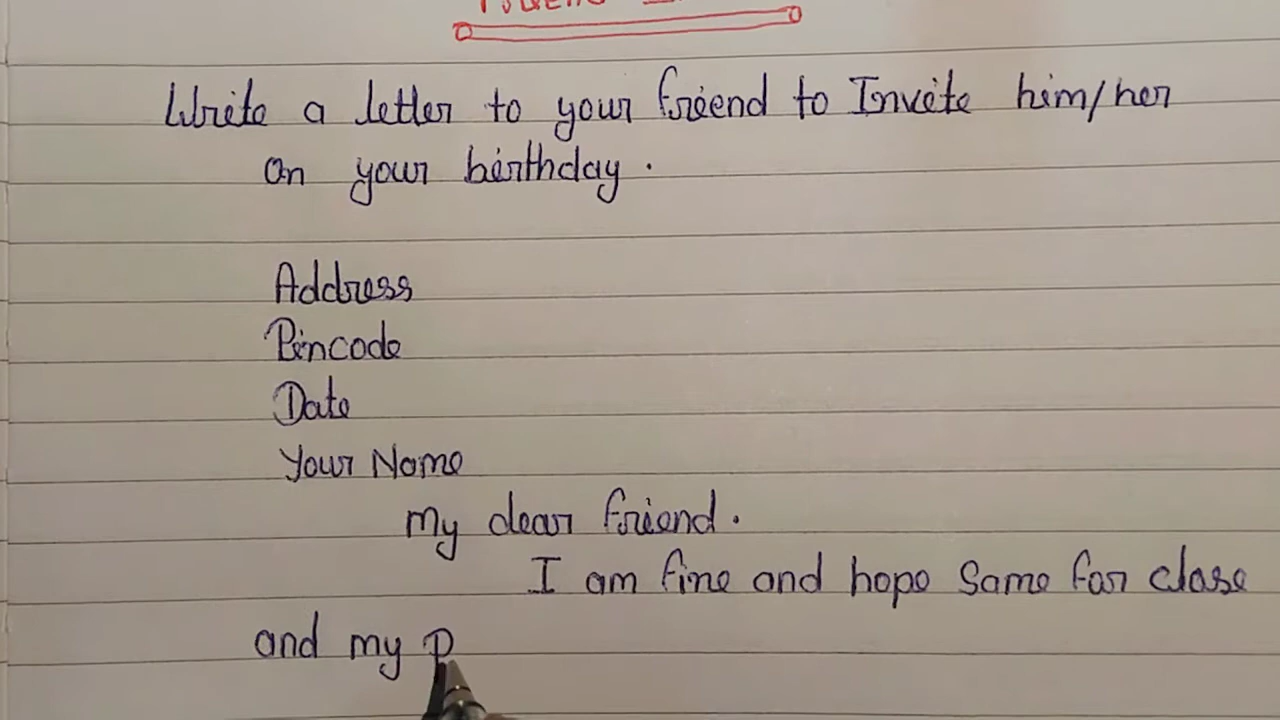 Write a letter to your friend to Invite him/her
on your birthday.
Address
Pincode
Date
Your Name
My dear friend.
I am fine and hope Same for close
and my P